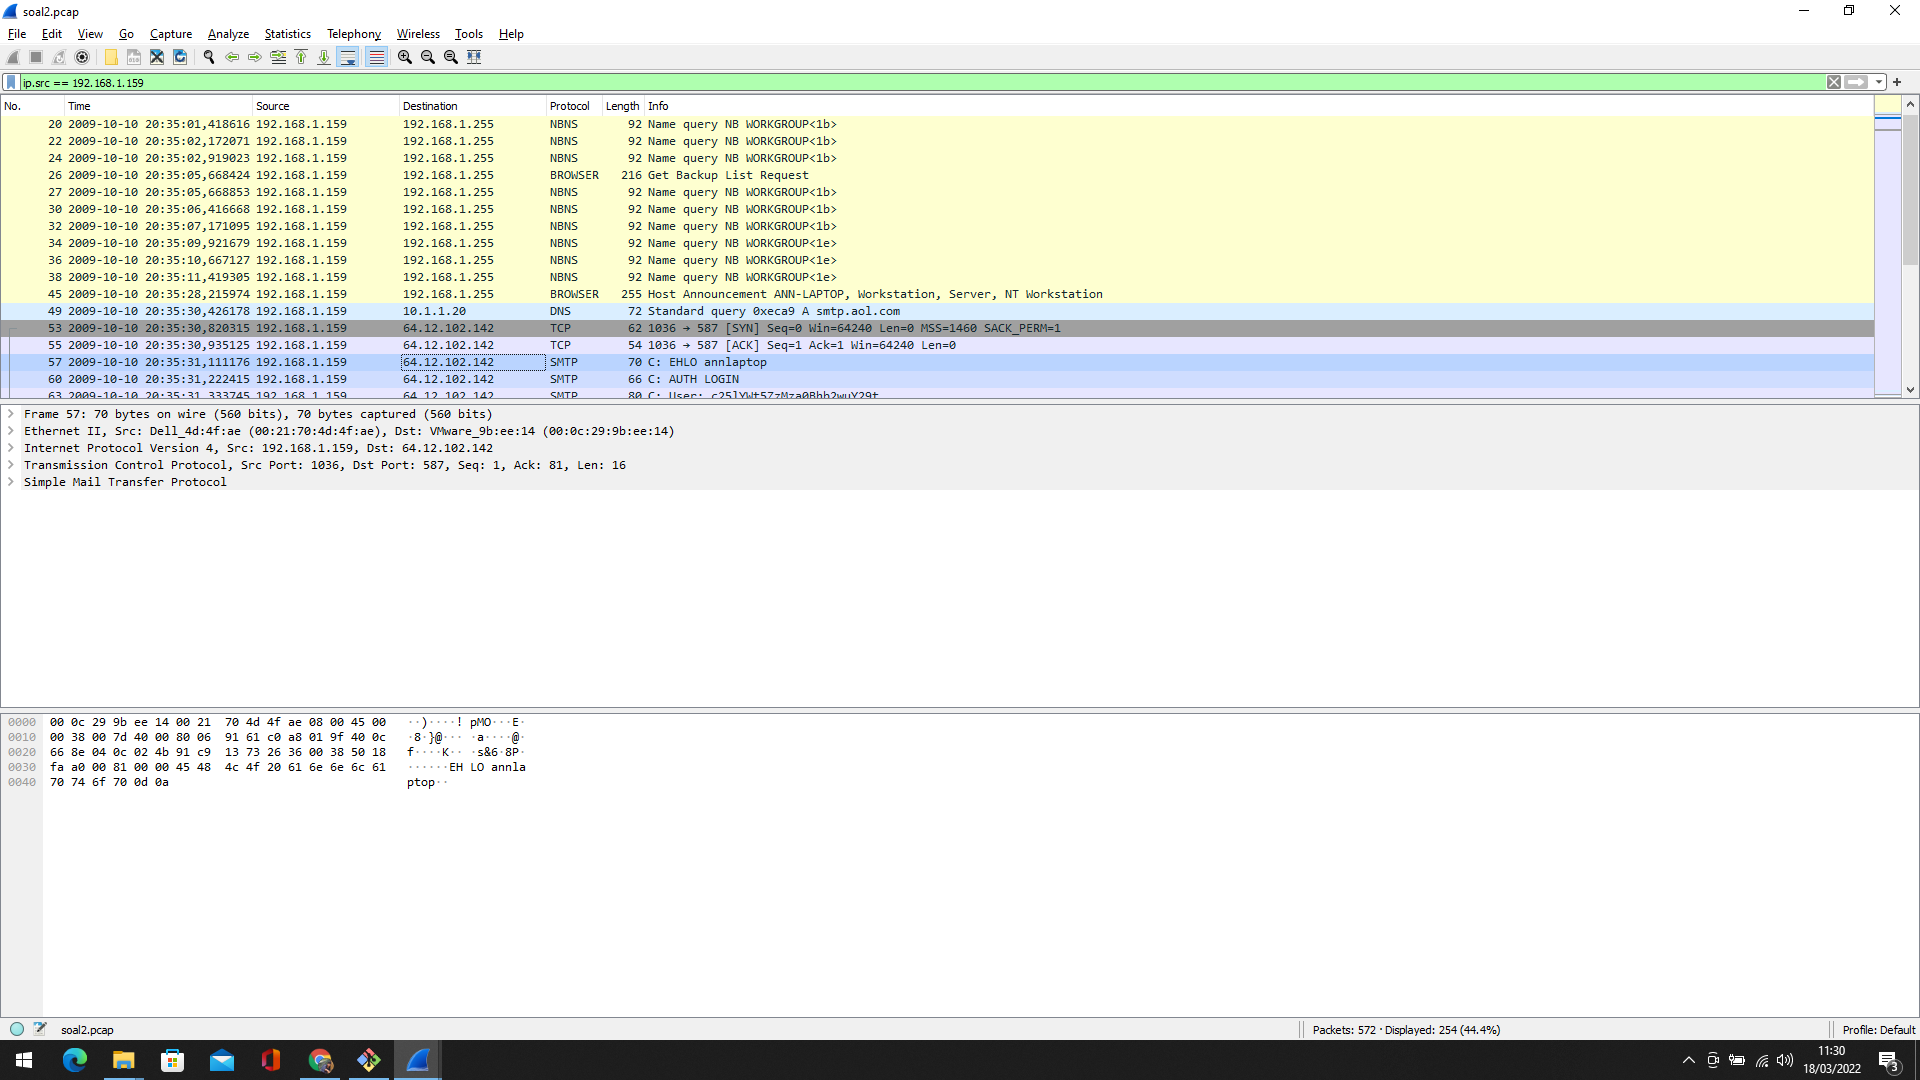 soal2.pcap
File Edit View Go Capture Analyze Statistics Telephony Wireless Tools Help
ip.src == 192.168.1.159
No. Time Source Destination Protocol Length Info
20 2009-10-10 20:35:01,418616 192.168.1.159 192.168.1.255 NBNS 92 Name query NB WORKGROUP<1b>
22 2009-10-10 20:35:02,172071 192.168.1.159 192.168.1.255 NBNS 92 Name query NB WORKGROUP<1b>
24 2009-10-10 20:35:02,919023 192.168.1.159 192.168.1.255 NBNS 92 Name query NB WORKGROUP<1b>
26 2009-10-10 20:35:05,668424 192.168.1.159 192.168.1.255 BROWSER 216 Get Backup List Request
27 2009-10-10 20:35:05,668853 192.168.1.159 192.168.1.255 NBNS 92 Name query NB WORKGROUP<1b>
30 2009-10-10 20:35:06,416668 192.168.1.159 192.168.1.255 NBNS 92 Name query NB WORKGROUP<1b>
32 2009-10-10 20:35:07,171095 192.168.1.159 192.168.1.255 NBNS 92 Name query NB WORKGROUP<1b>
34 2009-10-10 20:35:09,921679 192.168.1.159 192.168.1.255 NBNS 92 Name query NB WORKGROUP<1e>
36 2009-10-10 20:35:10,667127 192.168.1.159 192.168.1.255 NBNS 92 Name query NB WORKGROUP<1e>
38 2009-10-10 20:35:11,419305 192.168.1.159 192.168.1.255 NBNS 92 Name query NB WORKGROUP<1e>
45 2009-10-10 20:35:28,215974 192.168.1.159 192.168.1.255 BROWSER 255 Host Announcement ANN-LAPTOP, Workstation, Server, NT Workstation
49 2009-10-10 20:35:30,426178 192.168.1.159 10.1.1.20 DNS 72 Standard query 0xeca9 A smtp.aol.com
53 2009-10-10 20:35:30,820315 192.168.1.159 64.12.102.142 TCP 62 1036 → 587 [SYN] Seq=0 Win=64240 Len=0 MSS=1460 SACK_PERM=1
55 2009-10-10 20:35:30,935125 192.168.1.159 64.12.102.142 TCP 54 1036 → 587 [ACK] Seq=1 Ack=1 Win=64240 Len=0
57 2009-10-10 20:35:31,111176 192.168.1.159 64.12.102.142 SMTP 70 C: EHLO annlaptop
60 2009-10-10 20:35:31,222415 192.168.1.159 64.12.102.142 SMTP 66 C: AUTH LOGIN
63 2009-10-10 20:35:31,333745 192.168.1.159 64.12.102.142 SMTP 80 C: User:
Frame 57: 70 bytes on wire (560 bits), 70 bytes captured (560 bits)
Ethernet II, Src: Dell_4d:4f:ae (00:21:70:4d:4f:ae), Dst: VMware_9b:ee:14 (00:0c:29:9b:ee:14)
Internet Protocol Version 4, Src: 192.168.1.159, Dst: 64.12.102.142
Transmission Control Protocol, Src Port: 1036, Dst Port: 587, Seq: 1, Ack: 81, Len: 16
Simple Mail Transfer Protocol
0000 00 0c 29 9b ee 14 00 21 70 4d 4f ae 08 00 45 00 ··)····! pMO···E·
0010 00 38 00 7d 40 00 80 06 91 61 c0 a8 01 9f 40 0c ·8·}@··· ·a····@·
0020 66 8e 04 0c 02 4b 91 c9 13 73 26 36 00 38 50 18 f····K·· ·s&6·8P·
0030 fa a0 00 81 00 00 45 48 4c 4f 20 61 6e 6e 6c 61 ······EH LO annla
0040 70 74 6f 70 0d 0a ptop··
soal2.pcap Packets: 572 · Displayed: 254 (44.4%) Profile: Default
11:30
18/03/2022
3